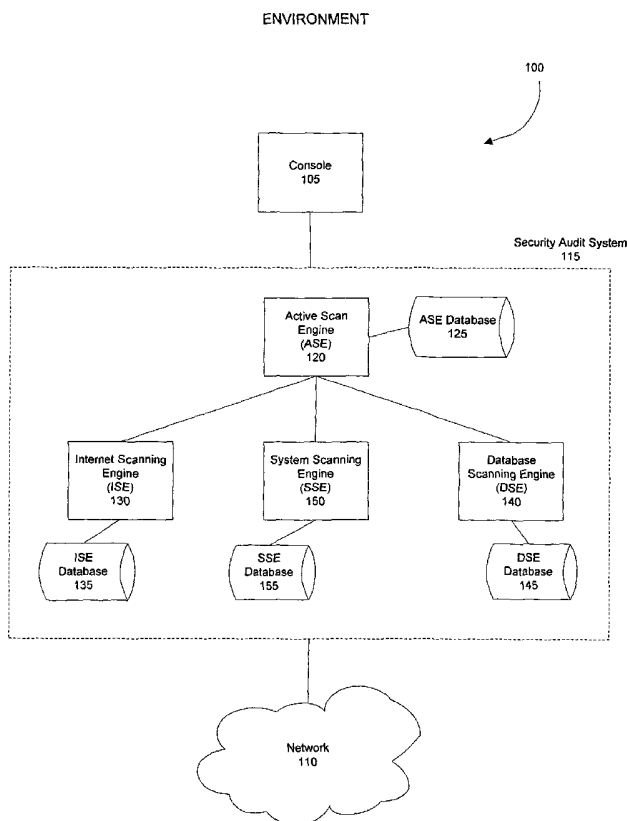 ENVIRONMENT
100
Console
105
Security Audit System
115
Active Scan
Engine
(ASE)
120
ASE Database
125
Internet Scanning
Engine
(ISE)
130
System Scanning
Engine
(SSE)
150
Database
Scanning Engine
(DSE)
140
ISE
Database
135
SSE
Database
155
DSE
Database
145
Network
110